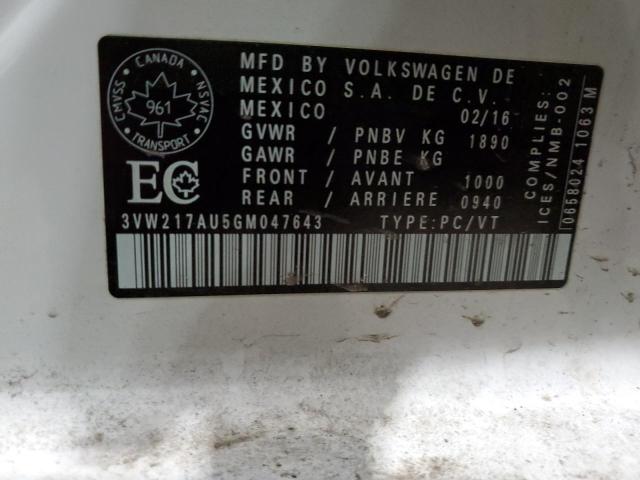 CANADA
CMVSS NSVAC
961
TRANSPORT
EC
MFD BY VOLKSWAGEN DE
MEXICO S.A. DE C.V.
MEXICO 02/16
GVWR / PNBV KG 1890
GAWR / PNBE KG
FRONT / AVANT 1000
REAR / ARRIERE 0940
3VW217AU5GM047643 TYPE:PC/VT
COMPLIES:
ICES/NMB-002
0658024 1063 M